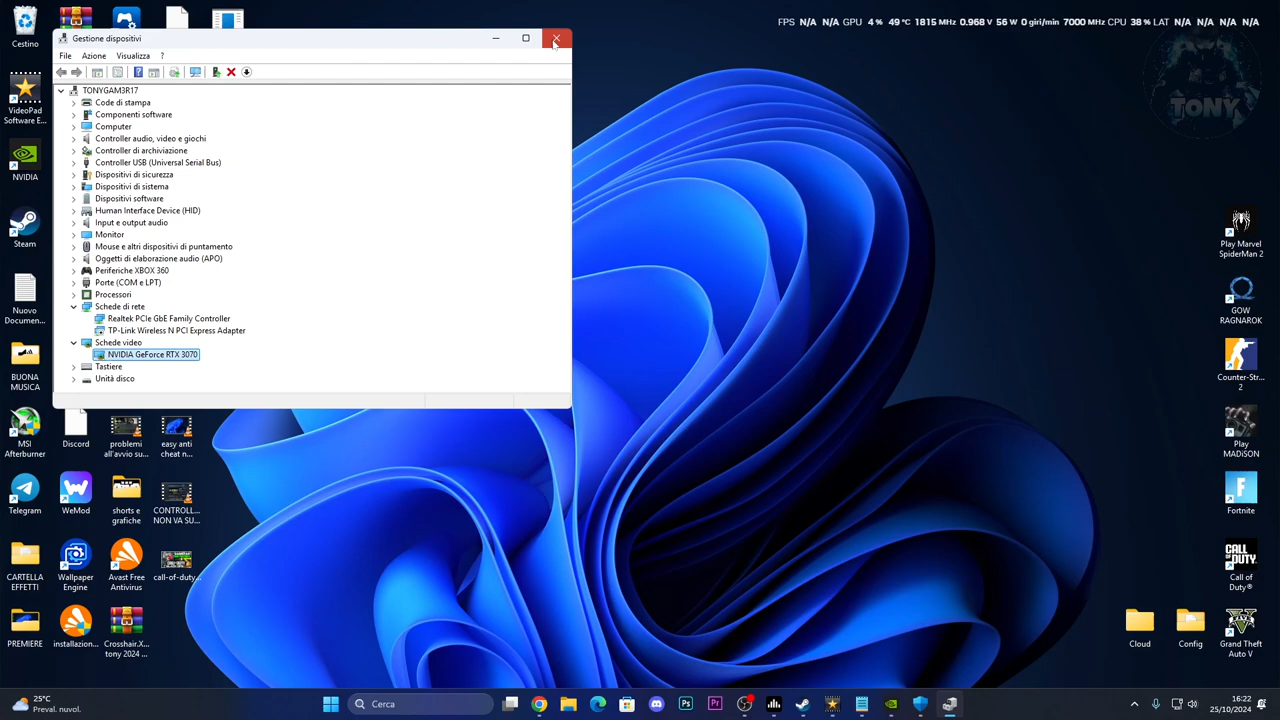 FPS N/A N/A GPU 4 % 49 °C 1815 MHz 0.968 V 56 W 0 giri/min 7000 MHz CPU 38 % LAT N/A N/A N/A N/A
TONY
Gestione dispositivi
File Azione Visualizza ?
TONYGAM3R17
Code di stampa
Componenti software
Computer
Controller audio, video e giochi
Controller di archiviazione
Controller USB (Universal Serial Bus)
Dispositivi di sicurezza
Dispositivi di sistema
Dispositivi software
Human Interface Device (HID)
Input e output audio
Monitor
Mouse e altri dispositivi di puntamento
Oggetti di elaborazione audio (APO)
Periferiche XBOX 360
Porte (COM e LPT)
Processori
Schede di rete
Realtek PCIe GbE Family Controller
TP-Link Wireless N PCI Express Adapter
Schede video
NVIDIA GeForce RTX 3070
Tastiere
Unità disco
Cestino
VideoPad
Software E...
NVIDIA
Steam
Nuovo
Documen...
BUONA
MUSICA
MSI
Afterburner
Discord
problemi
all'avvio su...
easy anti
cheat n...
Telegram
WeMod
shorts e
grafiche
CONTROLL...
NON VA SU...
CARTELLA
EFFETTI
Wallpaper
Engine
Avast Free
Antivirus
call-of-duty...
PREMIERE
installazion...
Crosshair.X...
tony 2024 ...
Play Marvel
SpiderMan 2
GOW
RAGNAROK
Counter-Str...
2
Play
MADiSON
Fortnite
Call of
Duty®
Cloud
Config
Grand Theft
Auto V
25°C
Preval. nuvol.
Cerca
16:22
25/10/2024